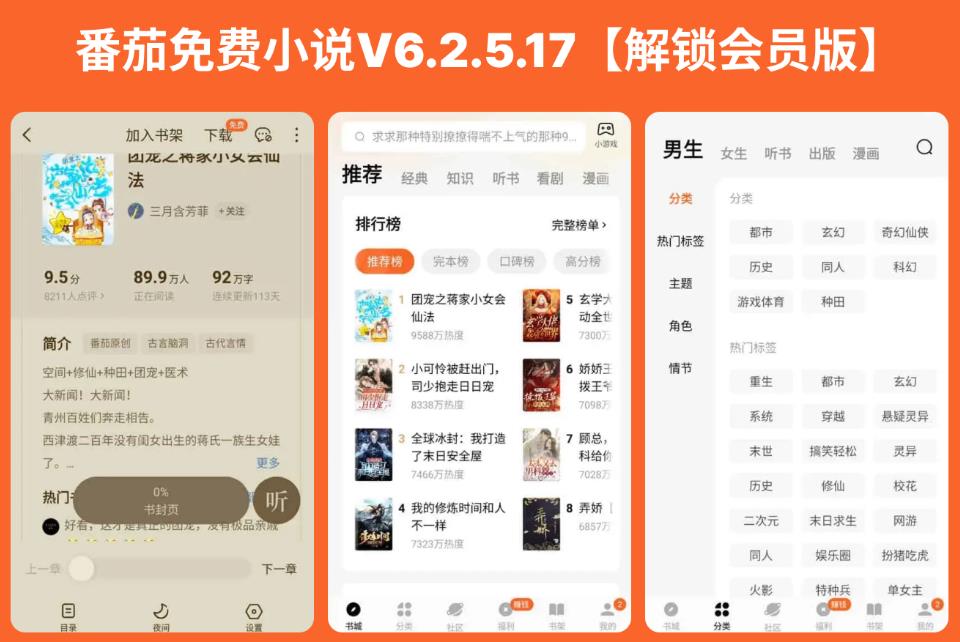 番茄免费小说V6.2.5.17【解锁会员版】
加入书架 下载 免费
团宠之蒋家小女会仙
法
三月含芳菲 +关注
9.5分 89.9万人 92万字
8211人点评 正在阅读 连续更新113天
简介 番茄原创 古言脑洞 古代言情
空间+修仙+种田+团宠+医术
大新闻!大新闻!
青州百姓们奔走相告。
西津渡二百年没有闺女出生的蒋氏一族生女娃
了。... 更多
0%
书封页
听
热门
好看,这才是真正的团宠,没有极品亲戚
上一章 下一章
目录 夜间 设置
求求那种特别撩撩得喘不上气的那种9...
小游戏
推荐 经典 知识 听书 看剧 漫画
排行榜 完整榜单
推荐榜 完本榜 口碑榜 高分榜
1 团宠之蒋家小女会
仙法
9588万热度
2 小可怜被赶出门,
司少抱走日日宠
8338万热度
3 全球冰封:我打造
了末日安全屋
7466万热度
4 我的修炼时间和人
不一样
7323万热度
5 玄学大
动全世
7300万
6 娇娇王
拨王爷
7098万
7 顾总,
科给你
7028万
8 弄娇
6857万
书城 分类 社区 福利 赚钱 书架 我的 2
男生 女生 听书 出版 漫画
分类
热门标签
主题
角色
情节
分类
都市 玄幻 奇幻仙侠
历史 同人 科幻
游戏体育 种田
热门标签
重生 都市 玄幻
系统 穿越 悬疑灵异
末世 搞笑轻松 灵异
历史 修仙 校花
二次元 末日求生 网游
同人 娱乐圈 扮猪吃虎
火影 特种兵 单女主
书城 分类 社区 福利 赚钱 书架 我的 2